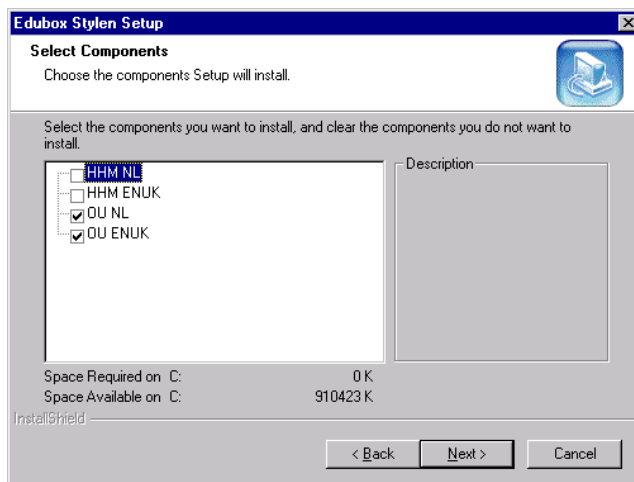 Edubox Stylen Setup
Select Components
Choose the components Setup will install.
Select the components you want to install, and clear the components you do not want to
install.
HHM NL
HHM ENUK
OU NL
OU ENUK
Description
Space Required on C: 0 K
Space Available on C: 910423 K
InstallShield
< Back Next > Cancel